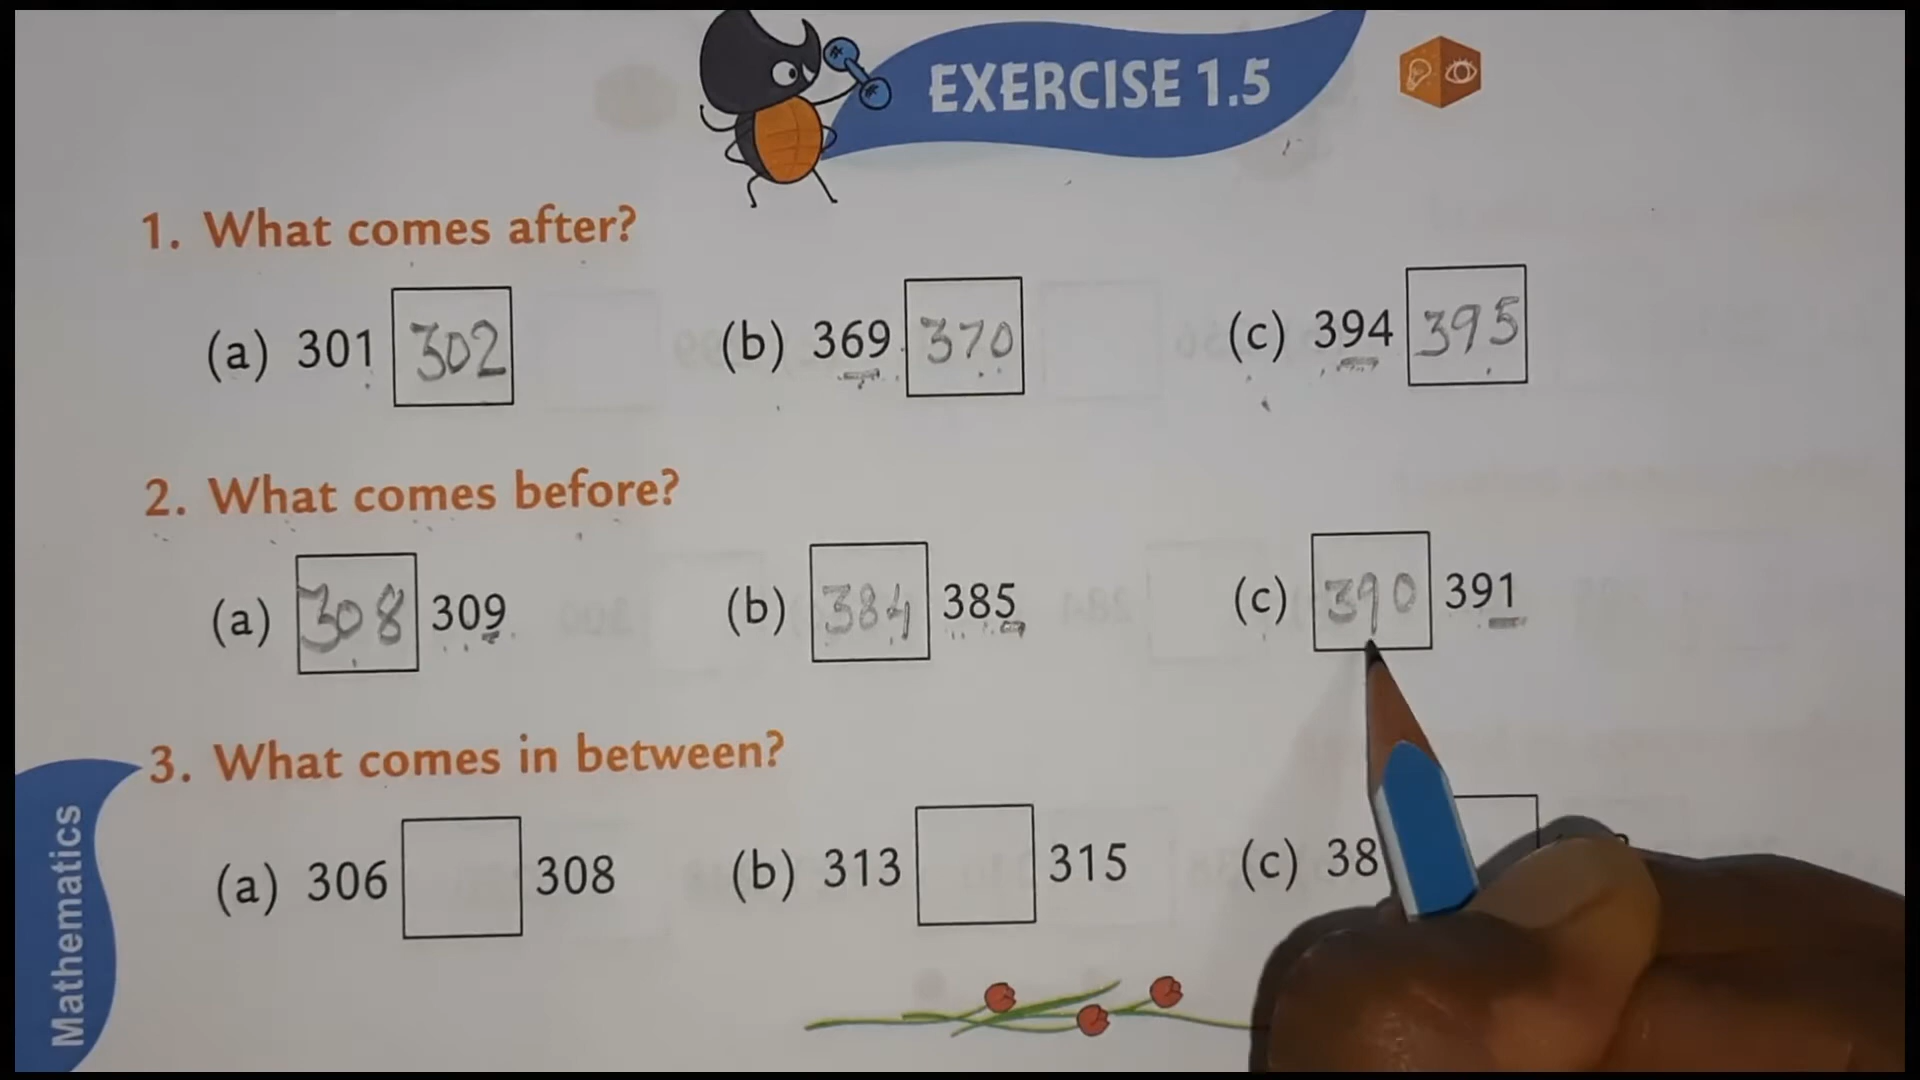 EXERCISE 1.5
1. What comes after?
(a) 301 302 (b) 369 370 (c) 394 395
2. What comes before?
(a) 308 309 (b) 384 385 (c) 390 391
3. What comes in between?
(a) 306 308 (b) 313 315 (c) 38
Mathematics